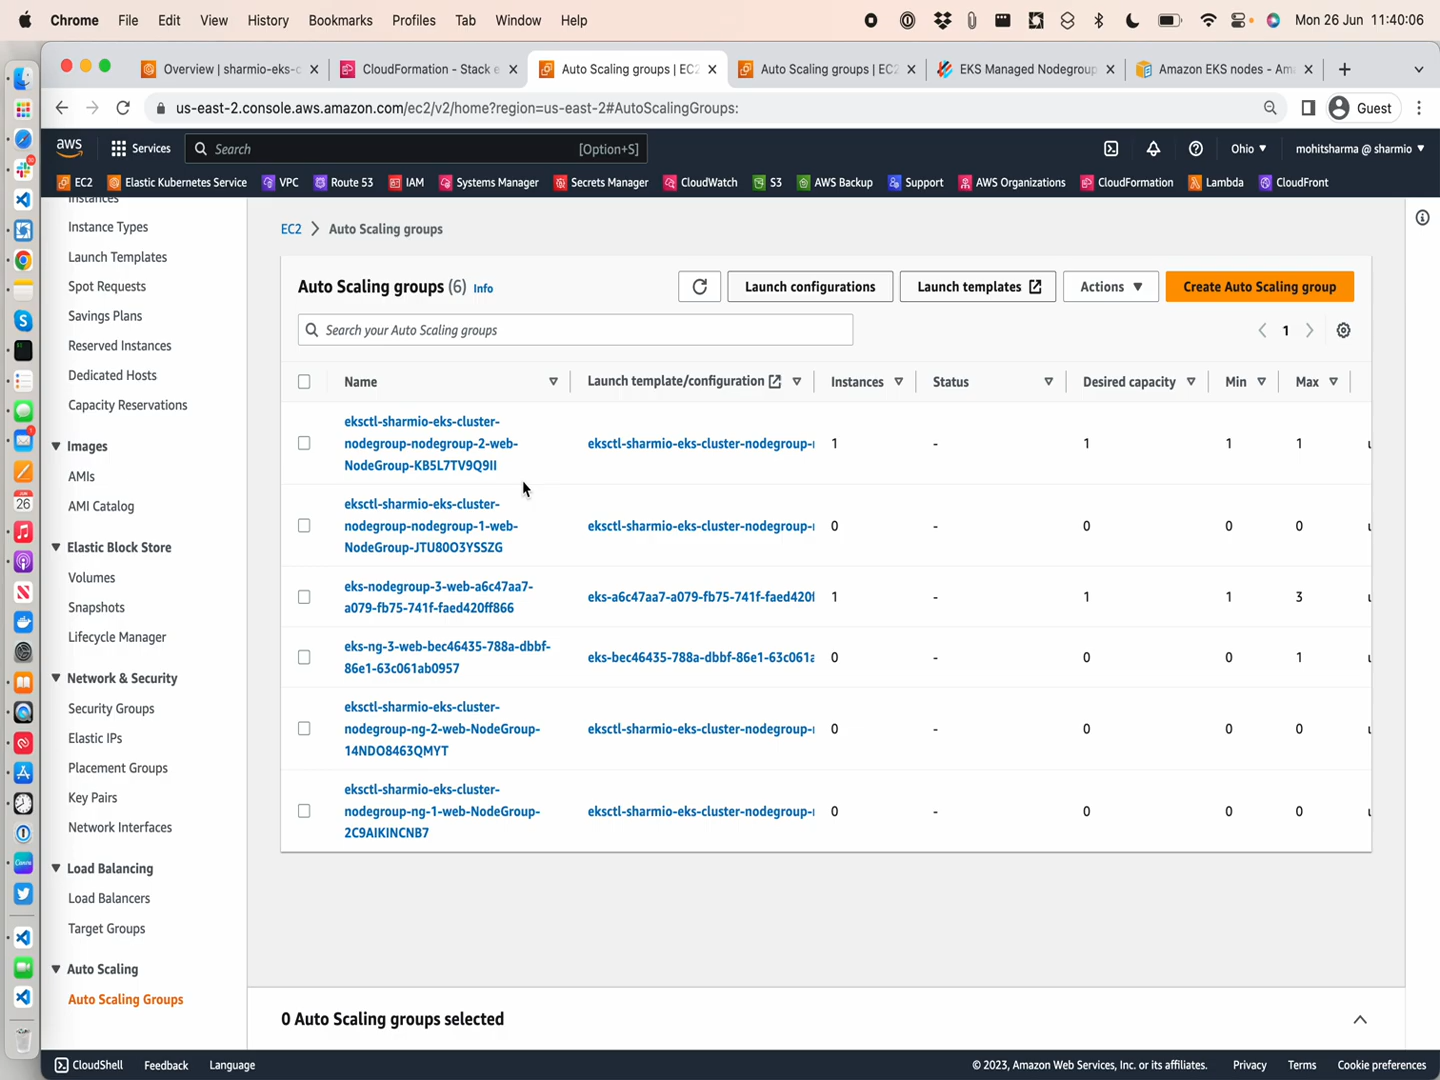 Chrome File Edit View History Bookmarks Profiles Tab Window Help Mon 26 Jun 11:40:06
Overview | sharmio-eks-c CloudFormation - Stack e Auto Scaling groups | EC2 Auto Scaling groups | EC2 EKS Managed Nodegroup Amazon EKS nodes - Am
us-east-2.console.aws.amazon.com/ec2/v2/home?region=us-east-2#AutoScalingGroups: Guest
aws Services Search [Option+S] Ohio mohitsharma @ sharmio
EC2 Elastic Kubernetes Service VPC Route 53 IAM Systems Manager Secrets Manager CloudWatch S3 AWS Backup Support AWS Organizations CloudFormation Lambda CloudFront
Instances
Instance Types
Launch Templates
Spot Requests
Savings Plans
Reserved Instances
Dedicated Hosts
Capacity Reservations
Images
AMIs
AMI Catalog
Elastic Block Store
Volumes
Snapshots
Lifecycle Manager
Network & Security
Security Groups
Elastic IPs
Placement Groups
Key Pairs
Network Interfaces
Load Balancing
Load Balancers
Target Groups
Auto Scaling
Auto Scaling Groups
EC2 > Auto Scaling groups
Auto Scaling groups (6) Info Launch configurations Launch templates Actions Create Auto Scaling group
Search your Auto Scaling groups 1
Name Launch template/configuration Instances Status Desired capacity Min Max
eksctl-sharmio-eks-cluster-
nodegroup-nodegroup-2-web- eksctl-sharmio-eks-cluster-nodegroup- 1 - 1 1 1
NodeGroup-KB5L7TV9Q9II
eksctl-sharmio-eks-cluster-
nodegroup-nodegroup-1-web- eksctl-sharmio-eks-cluster-nodegroup- 0 - 0 0 0
NodeGroup-JTU80O3YSSZG
eks-nodegroup-3-web-a6c47aa7-
a079-fb75-741f-faed420ff866 eks-a6c47aa7-a079-fb75-741f-faed420f 1 - 1 1 3
eks-ng-3-web-bec46435-788a-dbbf-
86e1-63c061ab0957 eks-bec46435-788a-dbbf-86e1-63c061a 0 - 0 0 1
eksctl-sharmio-eks-cluster-
nodegroup-ng-2-web-NodeGroup- eksctl-sharmio-eks-cluster-nodegroup- 0 - 0 0 0
14NDO8463QMYT
eksctl-sharmio-eks-cluster-
nodegroup-ng-1-web-NodeGroup- eksctl-sharmio-eks-cluster-nodegroup- 0 - 0 0 0
2C9AIKINCNB7
0 Auto Scaling groups selected
CloudShell Feedback Language © 2023, Amazon Web Services, Inc. or its affiliates. Privacy Terms Cookie preferences